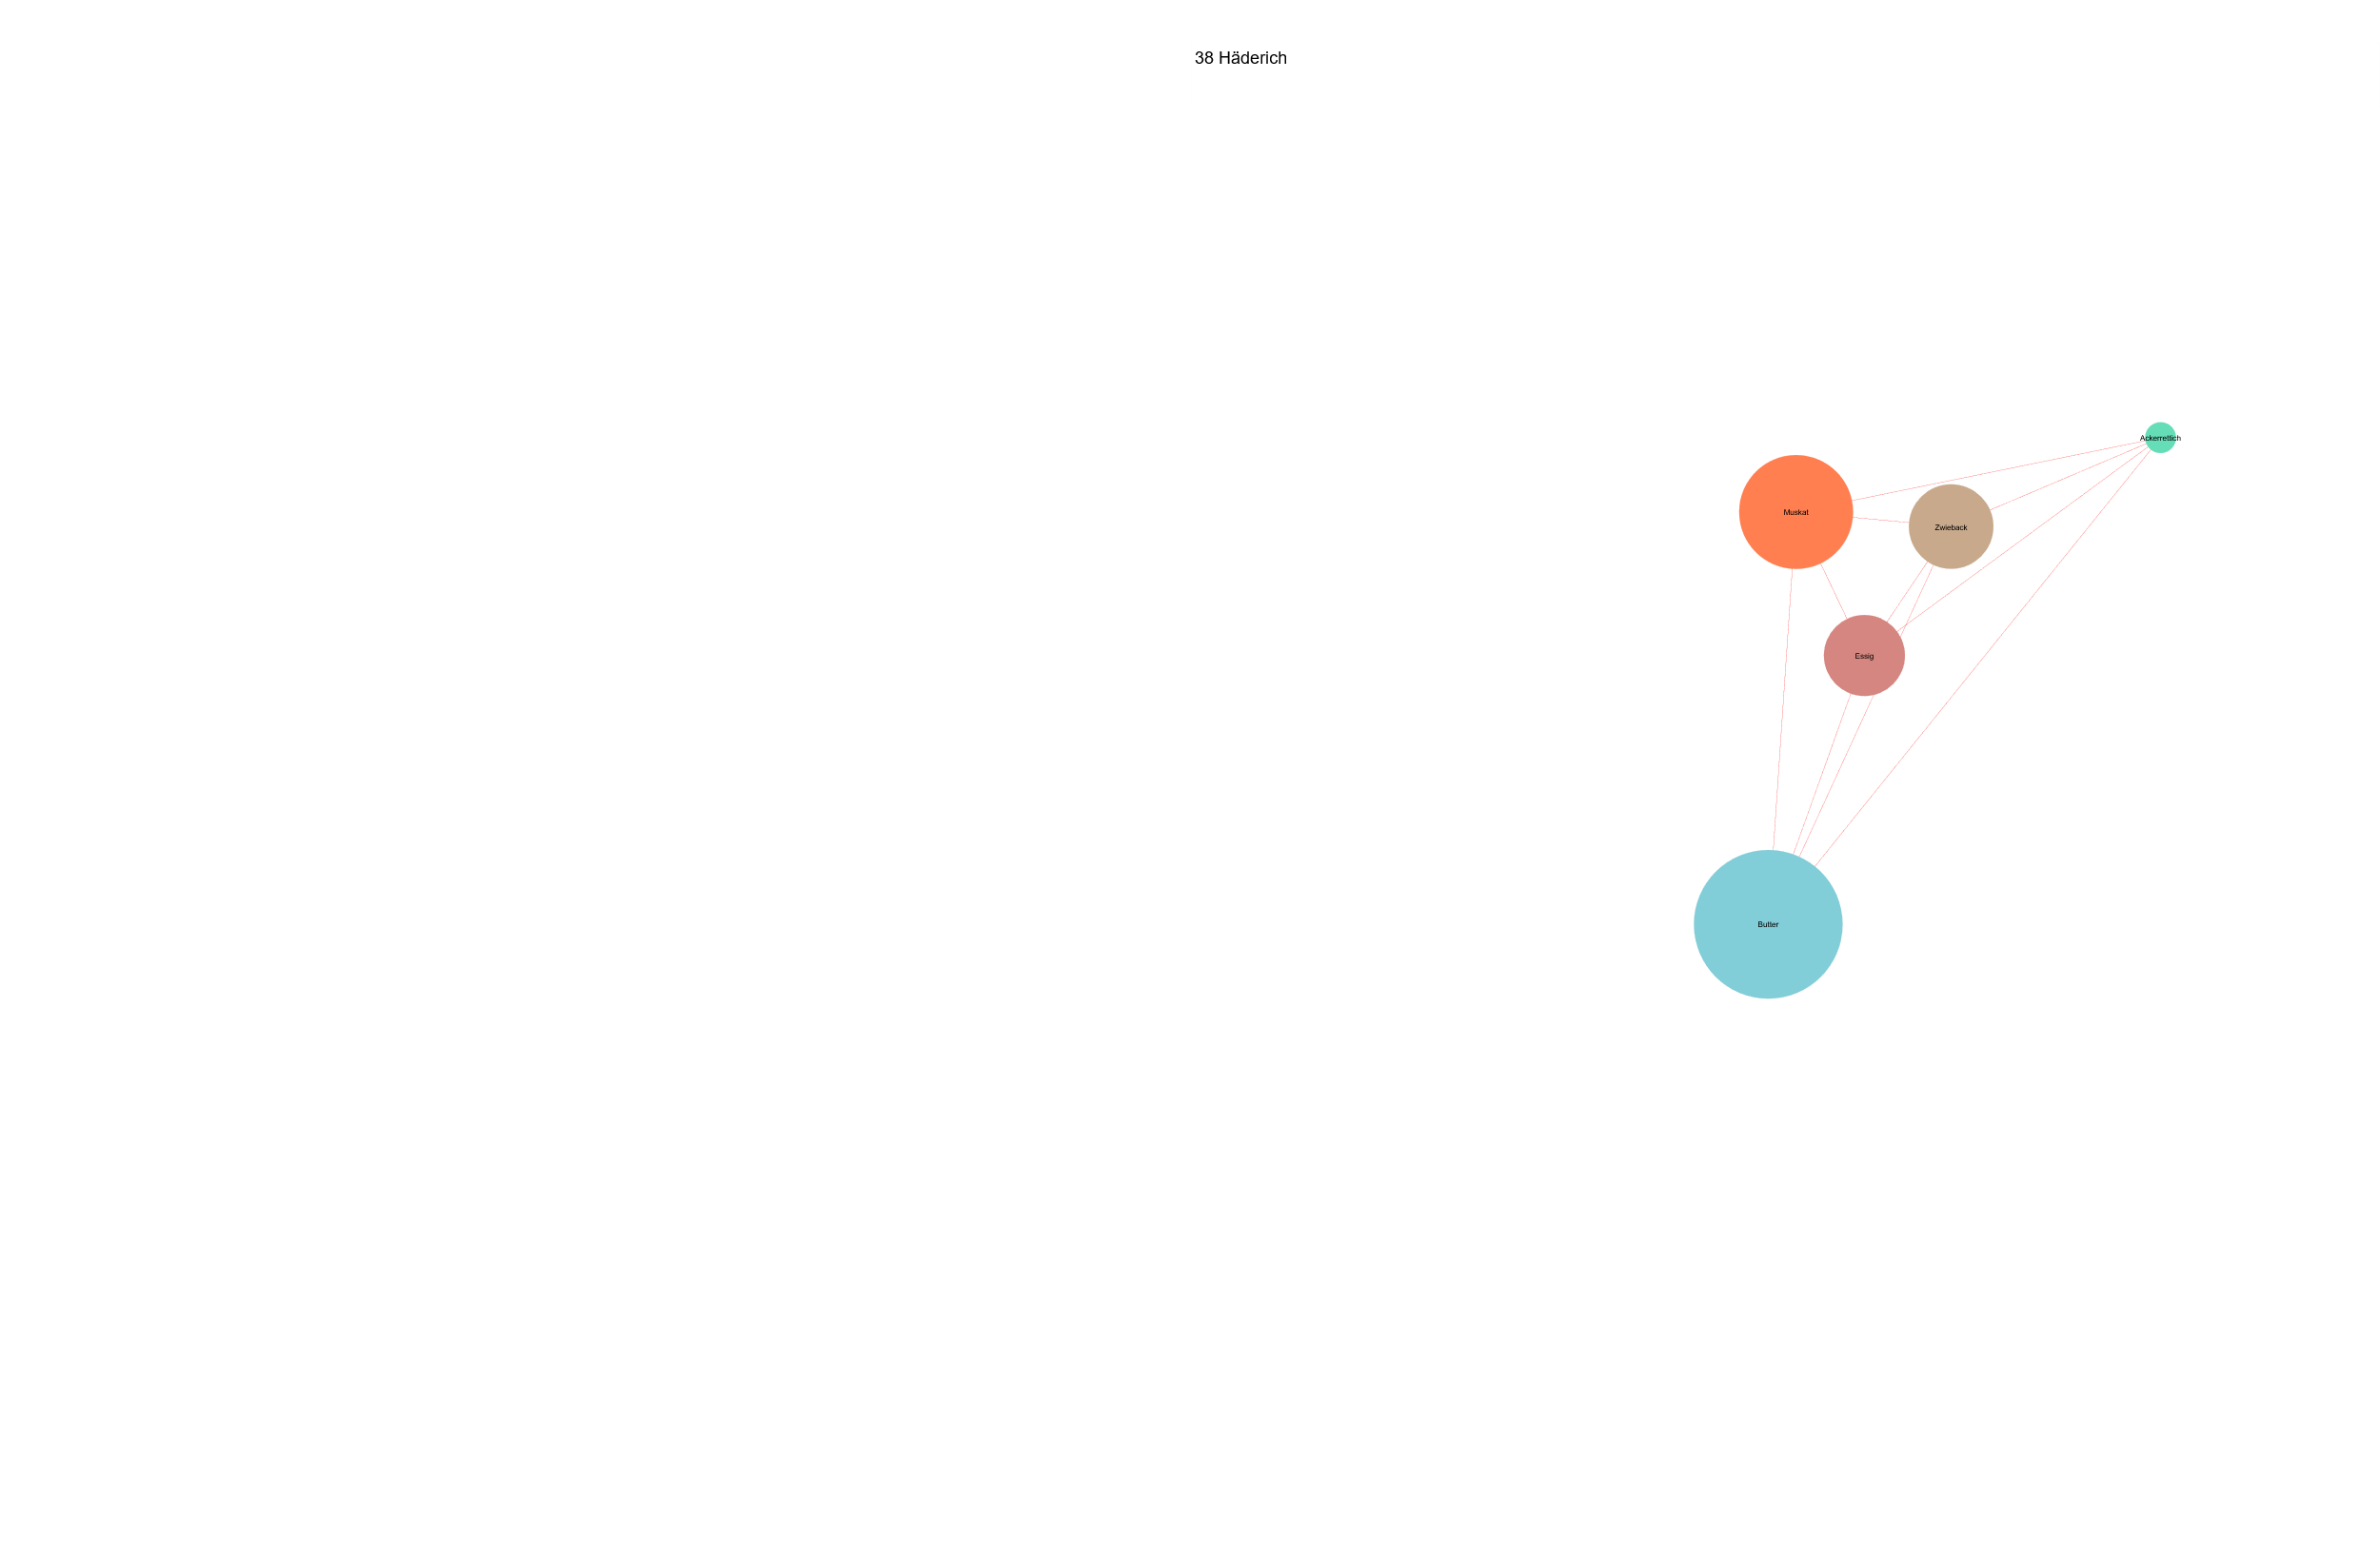 38 Häderich
Ackerrettich
Muskat
Zwieback
Essig
Butter